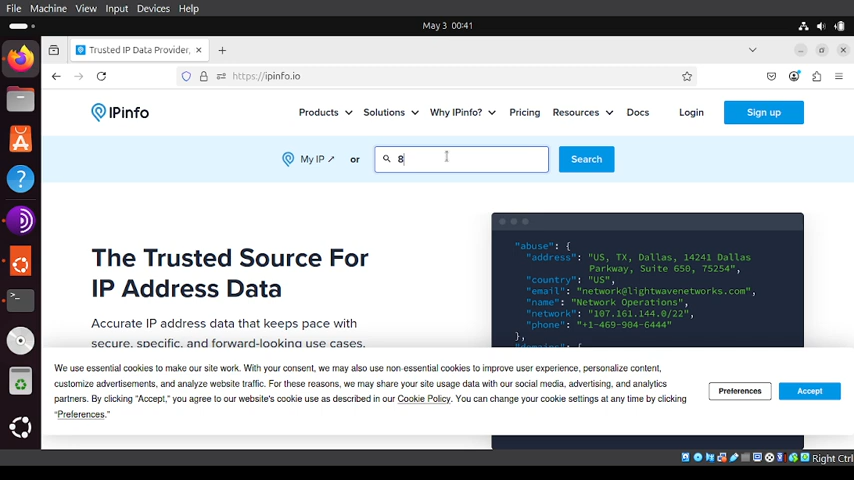 File Machine View Input Devices Help
May 3 00:41
Trusted IP Data Provider,
https://ipinfo.io
IPinfo
Products Solutions Why IPinfo? Pricing Resources Docs Login Sign up
My IP ↗ or 8 Search
The Trusted Source For
IP Address Data
Accurate IP address data that keeps pace with
secure, specific, and forward-looking use cases.
"abuse": {
"address": "US, TX, Dallas, 14241 Dallas
Parkway, Suite 650, 75254",
"country": "US",
"email": "network@lightwavenetworks.com",
"name": "Network Operations",
"network": "107.161.144.0/22",
"phone": "+1-469-904-6444"
},
"domains": {
We use essential cookies to make our site work. With your consent, we may also use non-essential cookies to improve user experience, personalize content,
customize advertisements, and analyze website traffic. For these reasons, we may share your site usage data with our social media, advertising, and analytics
partners. By clicking "Accept," you agree to our website's cookie use as described in our Cookie Policy. You can change your cookie settings at any time by clicking
"Preferences."
Preferences Accept
Right Ctrl